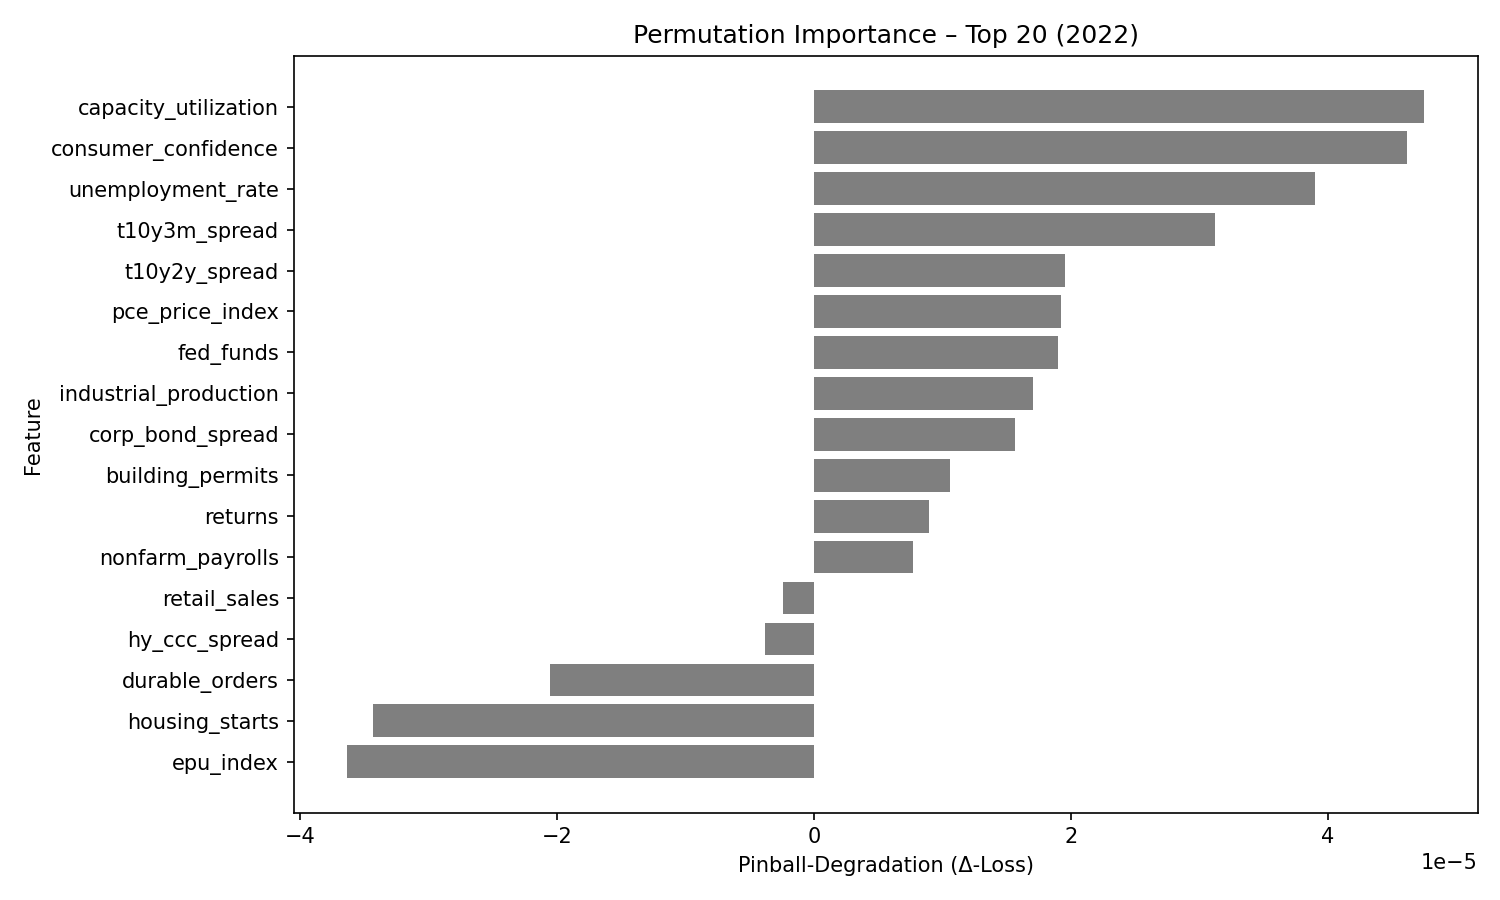 Permutation Importance – Top 20 (2022)
capacity_utilization
consumer_confidence
unemployment_rate
t10y3m_spread
t10y2y_spread
pce_price_index
fed_funds
industrial_production
corp_bond_spread
building_permits
returns
nonfarm_payrolls
retail_sales
hy_ccc_spread
durable_orders
housing_starts
epu_index
Feature
−4 −2 0 2 4
1e−5
Pinball-Degradation (Δ-Loss)